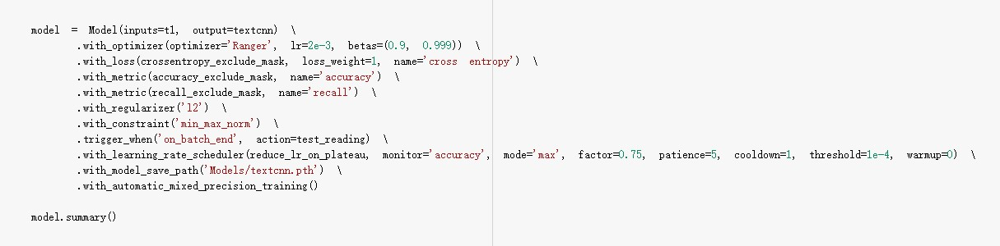 model = Model(inputs=t1, output=textcnn) \
.with_optimizer(optimizer='Ranger', lr=2e-3, betas=(0.9, 0.999)) \
.with_loss(crossentropy_exclude_mask, loss_weight=1, name='cross entropy') \
.with_metric(accuracy_exclude_mask, name='accuracy') \
.with_metric(recall_exclude_mask, name='recall') \
.with_regularizer('l2') \
.with_constraint('min_max_norm') \
.trigger_when('on_batch_end', action=test_reading) \
.with_learning_rate_scheduler(reduce_lr_on_plateau, monitor='accuracy', mode='max', factor=0.75, patience=5, cooldown=1, threshold=1e-4, warmup=0) \
.with_model_save_path('Models/textcnn.pth') \
.with_automatic_mixed_precision_training()
model.summary()